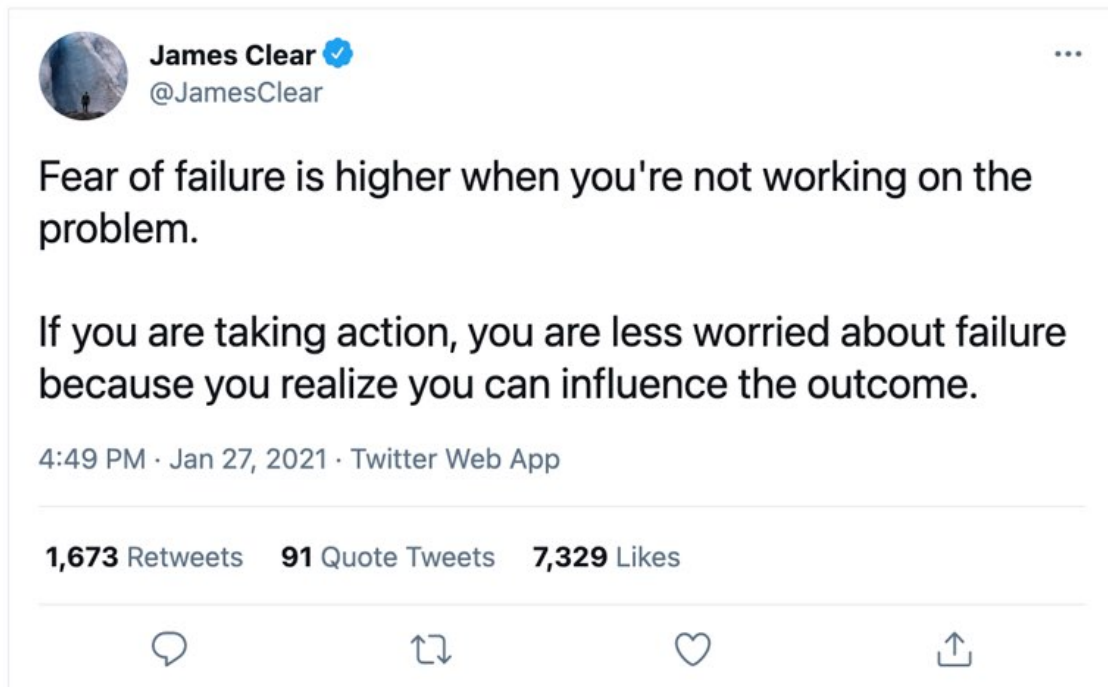 James Clear
@JamesClear
Fear of failure is higher when you're not working on the
problem.
If you are taking action, you are less worried about failure
because you realize you can influence the outcome.
4:49 PM · Jan 27, 2021 · Twitter Web App
1,673 Retweets 91 Quote Tweets 7,329 Likes